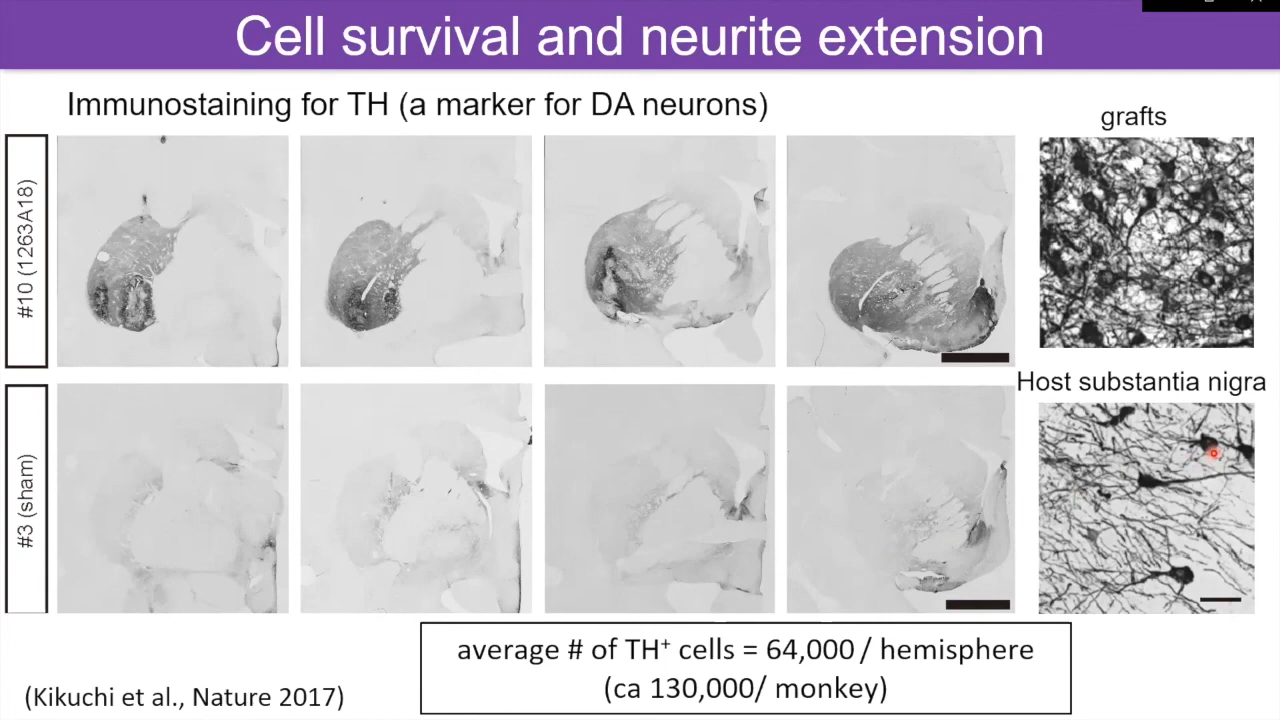 Cell survival and neurite extension
Immunostaining for TH (a marker for DA neurons)
grafts
#10 (1263A18)
Host substantia nigra
#3 (sham)
average # of TH⁺ cells = 64,000 / hemisphere
(ca 130,000/ monkey)
(Kikuchi et al., Nature 2017)